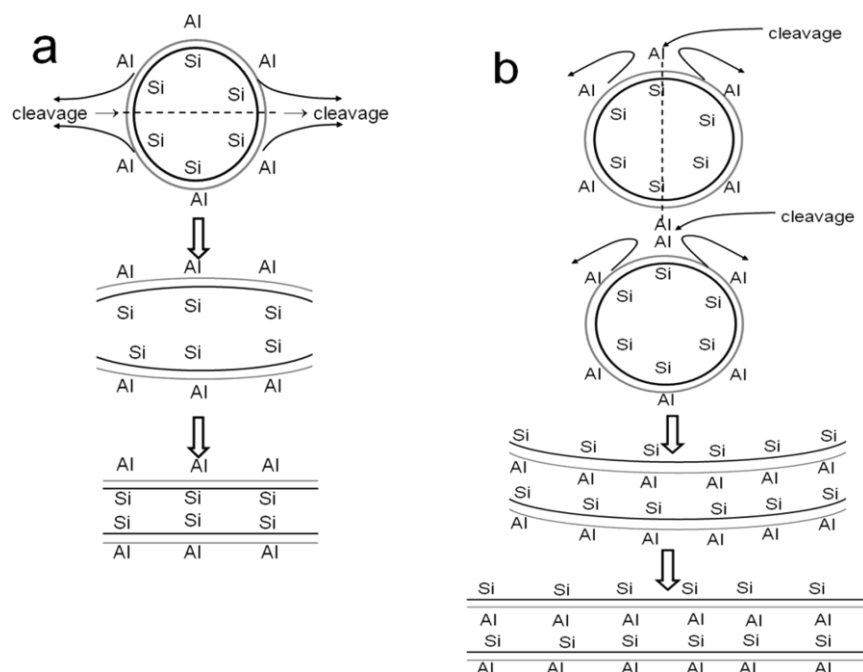 a
Al
Al Si Al
Si Si
cleavage → → cleavage
Si Si
Al Si Al
Al
Al Al Al
Si Si Si
Si Si Si
Al Al Al
Al Al Al
Si Si Si
Si Si Si
Al Al Al
b
cleavage
Al
Al Si Al
Si Si
Si Si
Al Si Al
Al
cleavage
Al
Al Si Al
Si Si
Si Si
Al Si Al
Al
Si Si Si Si Si Si
Al Al Al Al Al Al
Si Si Si Si Si Si
Al Al Al Al Al Al
Si Si Si Si Si Si
Al Al Al Al Al Al
Si Si Si Si Si Si
Al Al Al Al Al Al